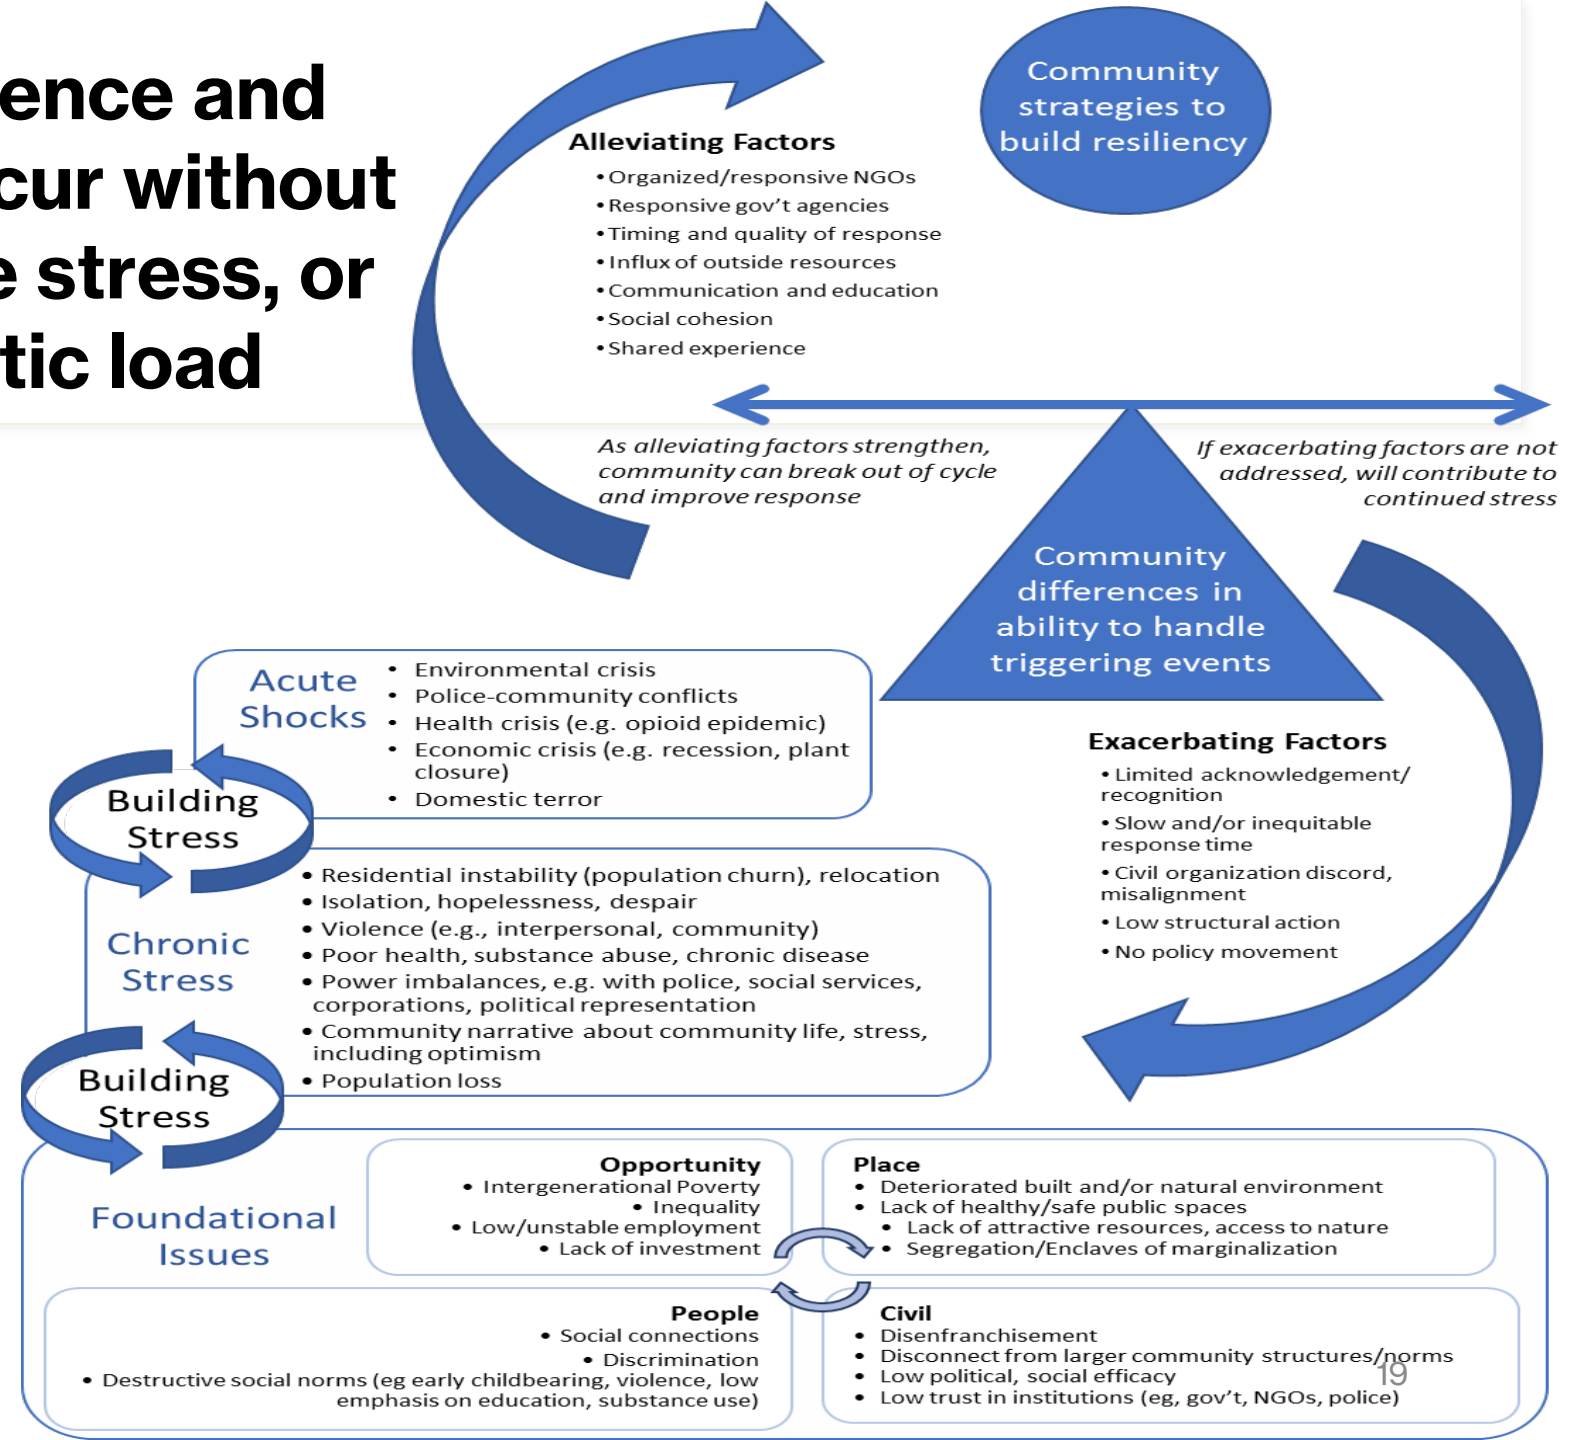 ence and
cur without
e stress, or
tic load
Community
strategies to
build resiliency
Alleviating Factors
• Organized/responsive NGOs
• Responsive gov’t agencies
• Timing and quality of response
• Influx of outside resources
• Communication and education
• Social cohesion
• Shared experience
As alleviating factors strengthen,
community can break out of cycle
and improve response
If exacerbating factors are not
addressed, will contribute to
continued stress
Community
differences in
ability to handle
triggering events
Acute
Shocks
• Environmental crisis
• Police-community conflicts
• Health crisis (e.g. opioid epidemic)
• Economic crisis (e.g. recession, plant
closure)
• Domestic terror
Exacerbating Factors
• Limited acknowledgement/
recognition
• Slow and/or inequitable
response time
• Civil organization discord,
misalignment
• Low structural action
• No policy movement
Building
Stress
Chronic
Stress
• Residential instability (population churn), relocation
• Isolation, hopelessness, despair
• Violence (e.g., interpersonal, community)
• Poor health, substance abuse, chronic disease
• Power imbalances, e.g. with police, social services,
corporations, political representation
• Community narrative about community life, stress,
including optimism
• Population loss
Building
Stress
Foundational
Issues
Opportunity
• Intergenerational Poverty
• Inequality
• Low/unstable employment
• Lack of investment
Place
• Deteriorated built and/or natural environment
• Lack of healthy/safe public spaces
• Lack of attractive resources, access to nature
• Segregation/Enclaves of marginalization
People
• Social connections
• Discrimination
• Destructive social norms (eg early childbearing, violence, low
emphasis on education, substance use)
Civil
• Disenfranchisement
• Disconnect from larger community structures/norms
• Low political, social efficacy
• Low trust in institutions (eg, gov’t, NGOs, police)
19